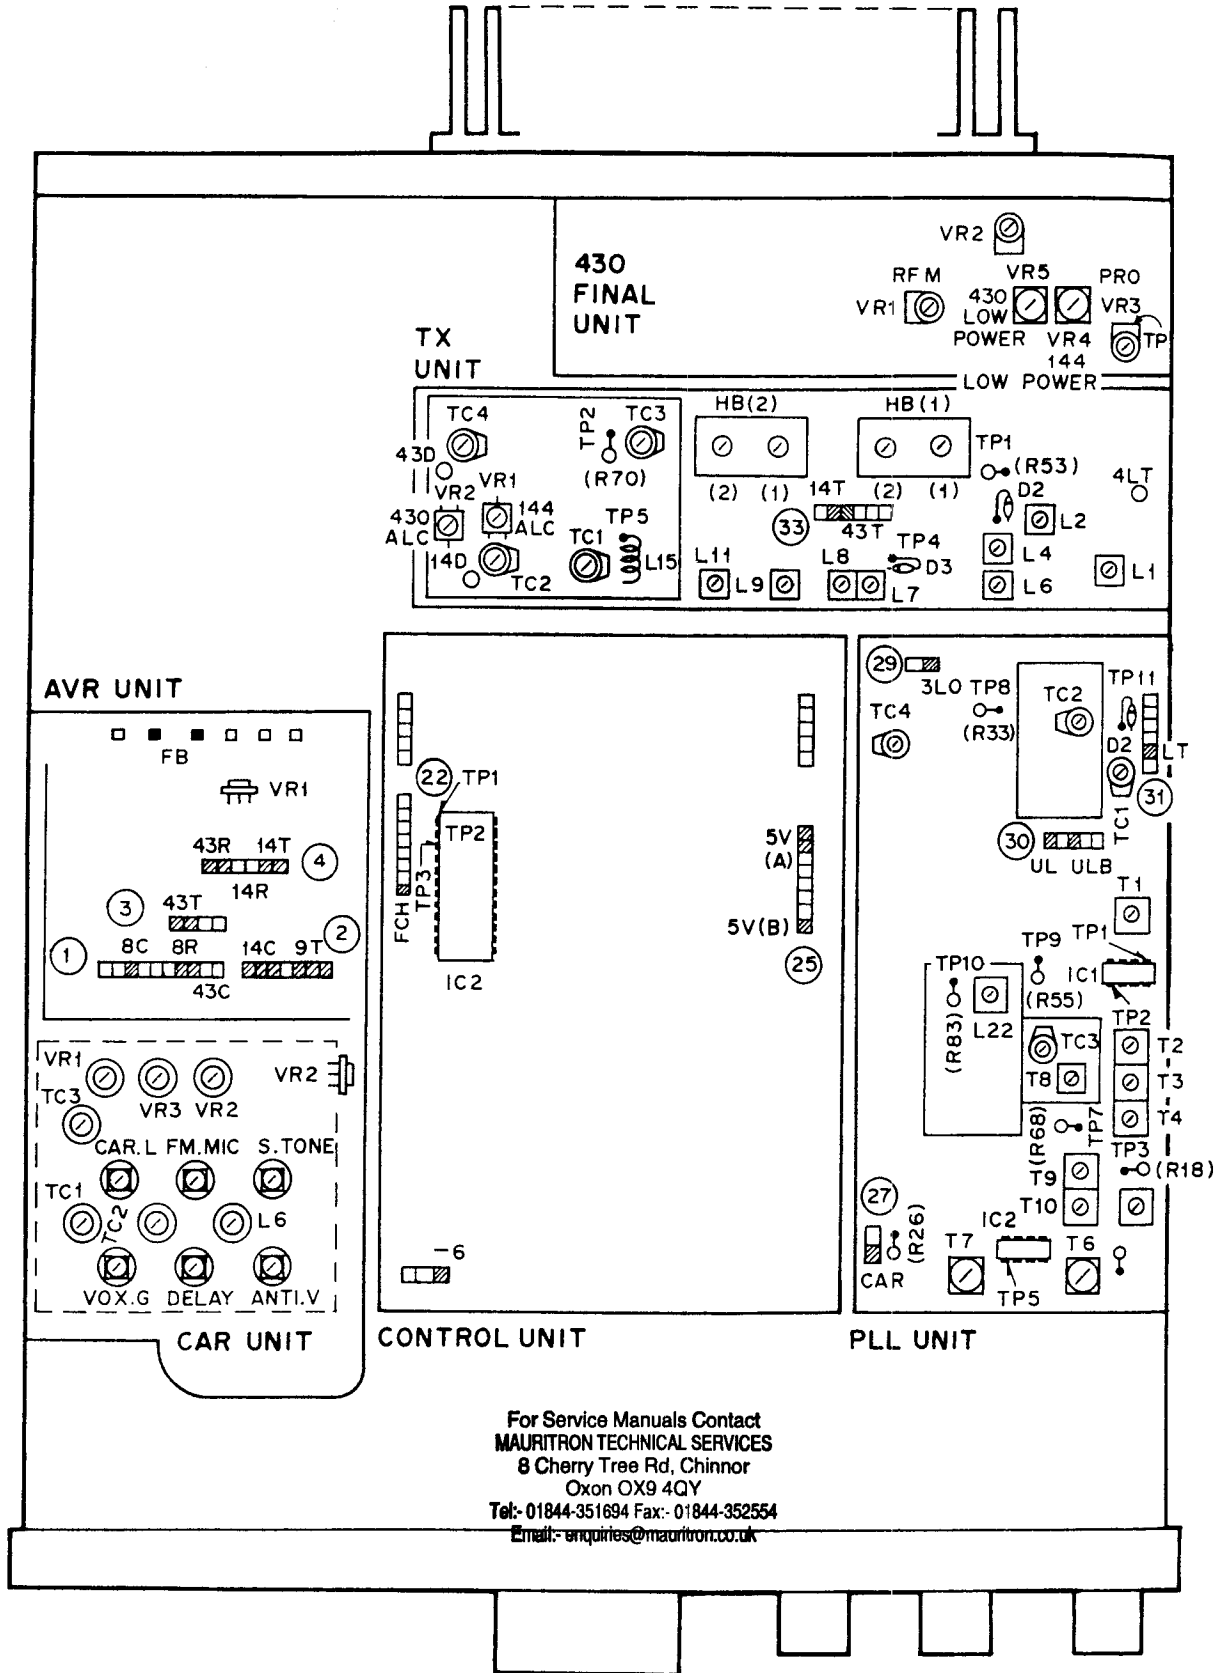 VR2
430
FINAL
UNIT
RFM
VR1
VR5
430
LOW
POWER
PRO
VR3
TP
VR4
144
LOW POWER
TX
UNIT
TC4
43D
VR2
VR1
430
ALC
144
ALC
14D
TC2
TP2
(R70)
TC3
TC1
TP5
L15
HB(2)
(2) (1)
HB(1)
(2) (1)
TP1
(R53)
4LT
D2
L2
L4
L6
L1
14T
33
43T
TP4
D3
L11
L9
L8
L7
AVR UNIT
FB
VR1
43R 14T
4
14R
3
43T
1
8C 8R
43C
14C 9T
2
VR1
VR3
VR2
VR2
TC3
CAR.L FM.MIC S.TONE
TC1
TC2
L6
VOX.G DELAY ANTI.V
CAR UNIT
22
TP1
TP2
TP3
FCH
IC2
5V
(A)
5V(B)
25
-6
CONTROL UNIT
29
3LO
TP8
(R33)
TC4
TC2
TP11
D2
LT
TC1
31
30
UL ULB
T1
TP1
TP9
IC1
(R55)
TP10
(R83)
L22
TP2
TC3
T8
T2
T3
T4
(R68)
TP7
TP3
(R18)
T9
T10
27
CAR
(R26)
T7
IC2
TP5
T6
PLL UNIT
For Service Manuals Contact
MAURITRON TECHNICAL SERVICES
8 Cherry Tree Rd, Chinnor
Oxon OX9 4QY
Tel:- 01844-351694 Fax:- 01844-352554
Email:- enquiries@mauritron.co.uk